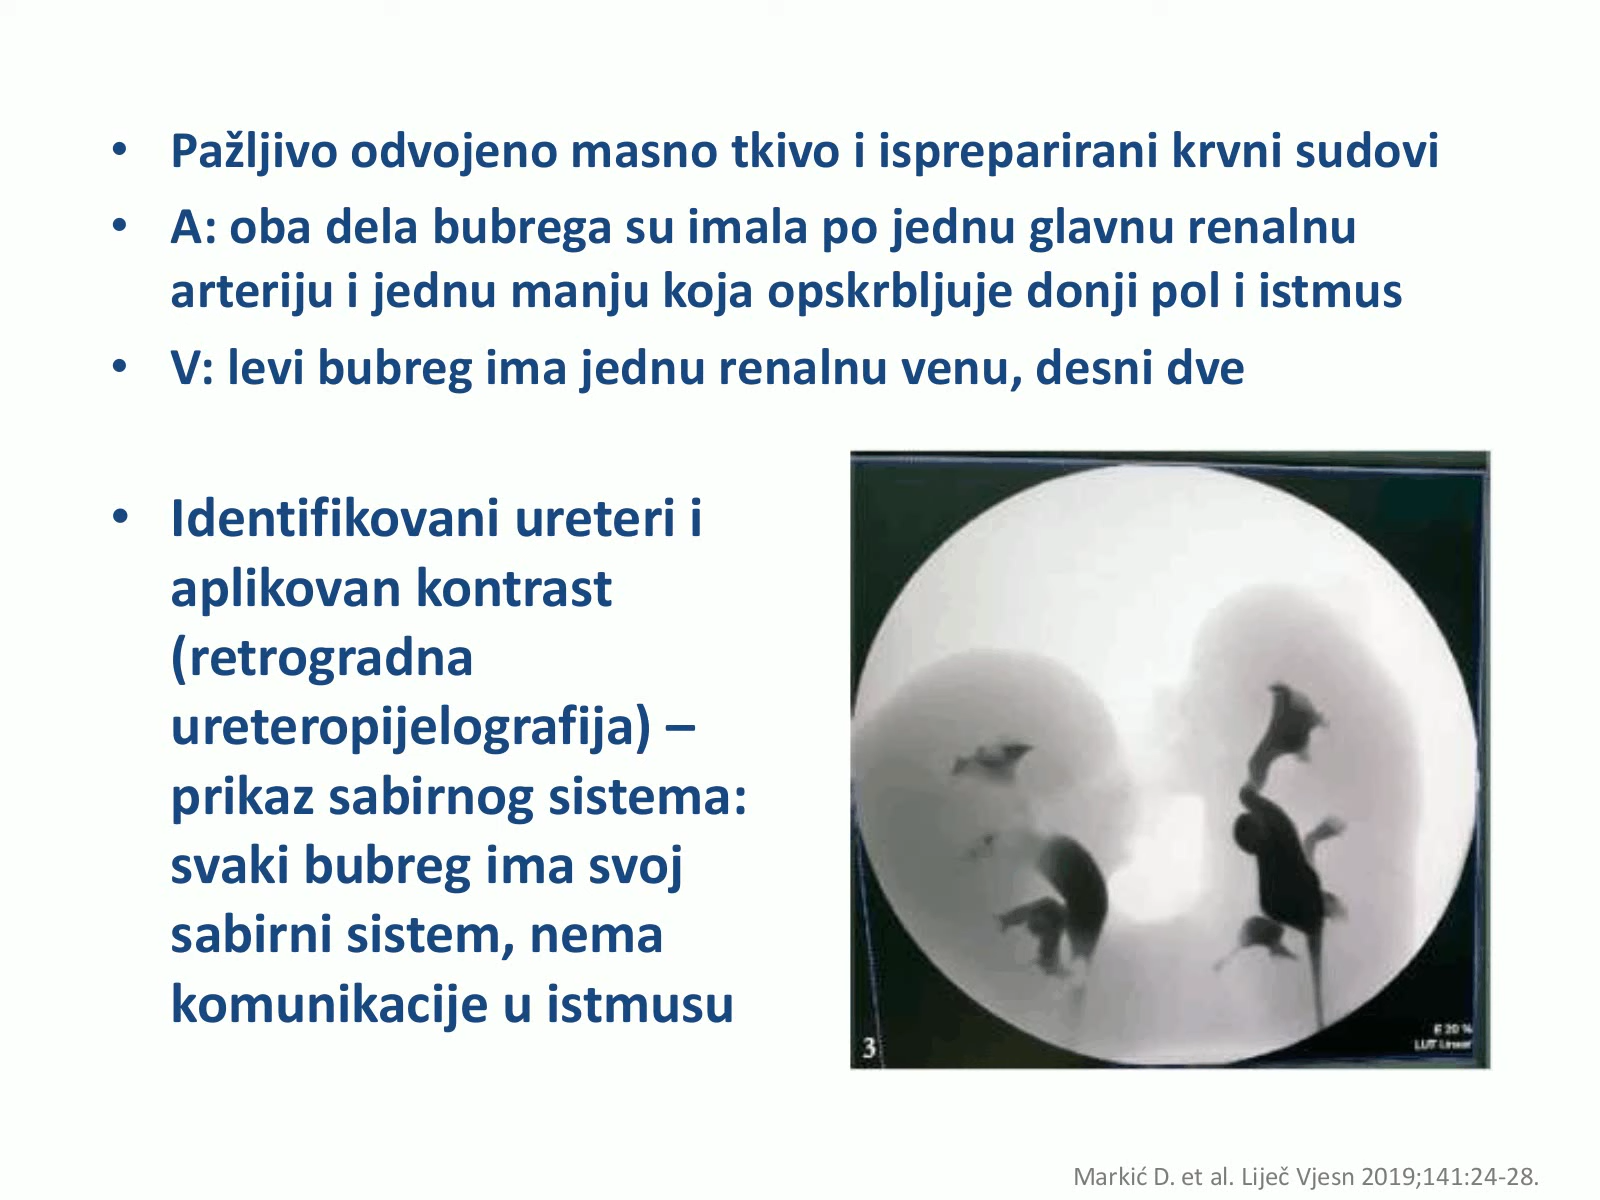 • Pažljivo odvojeno masno tkivo i ispreparirani krvni sudovi
• A: oba dela bubrega su imala po jednu glavnu renalnu
arteriju i jednu manju koja opskrbljuje donji pol i istmus
• V: levi bubreg ima jednu renalnu venu, desni dve
• Identifikovani ureteri i
aplikovan kontrast
(retrogradna
ureteropijelografija) –
prikaz sabirnog sistema:
svaki bubreg ima svoj
sabirni sistem, nema
komunikacije u istmusu
E 20 %
LUT Linear
3
Markić D. et al. Liječ Vjesn 2019;141:24-28.